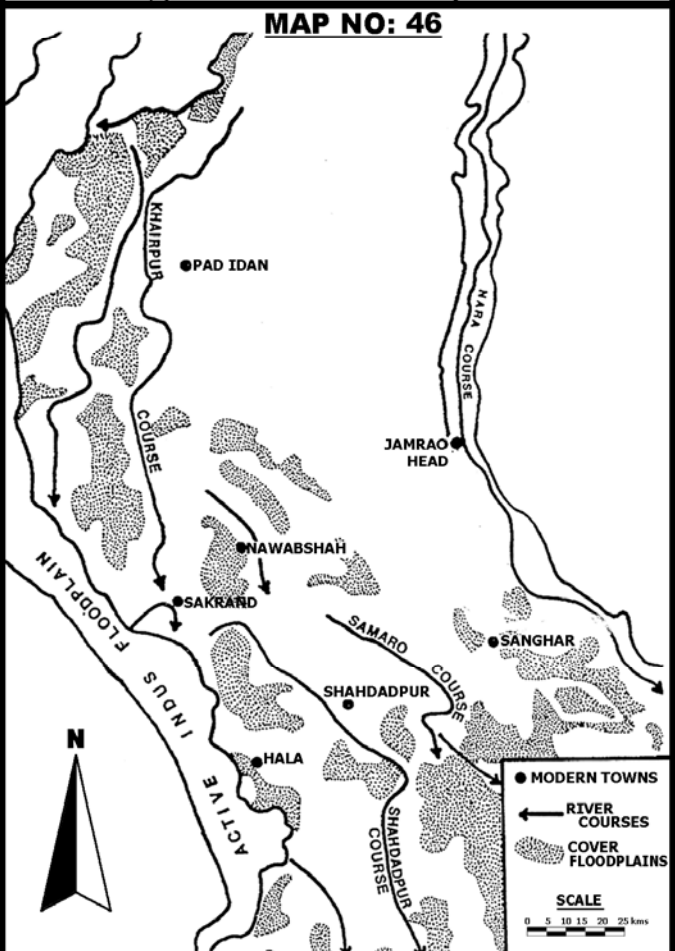 MAP NO: 46
KHAIRPUR
COURSE
PAD IDAN
NARA
COURSE
JAMRAO
HEAD
NAWABSHAH
SAKRAND
ACTIVE INDUS FLOODPLAIN
SAMARO
COURSE
SANGHAR
SHAHDADPUR
HALA
SHAHDADPUR
COURSE
N
MODERN TOWNS
RIVER
COURSES
COVER
FLOODPLAINS
SCALE
0 5 10 15 20 25 kms